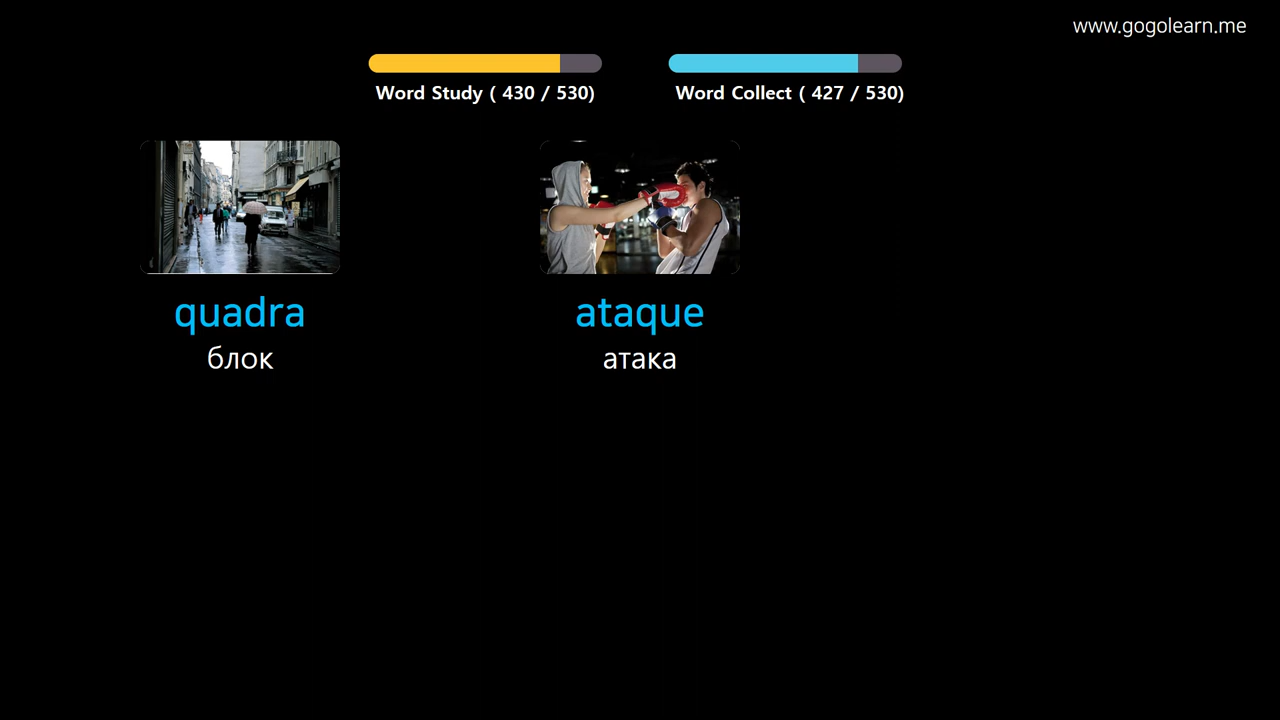 www.gogolearn.me
Word Study ( 430 / 530)
Word Collect ( 427 / 530)
quadra
блок
ataque
атака